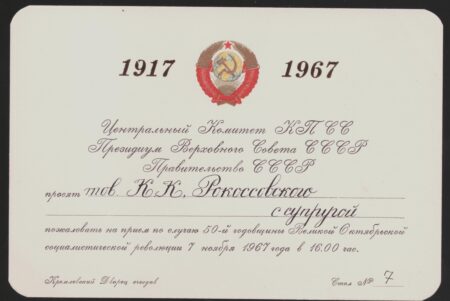 1917 1967
Центральный Комитет КПСС
Президиум Верховного Совета СССР
Правительство СССР
просят тов. К.К. Рокоссовского
с супругой
пожаловать на прием по случаю 50-й годовщины Великой Октябрьской
социалистической революции 7 ноября 1967 года в 16.00 час.
Кремлевский Дворец съездов Стол № 7